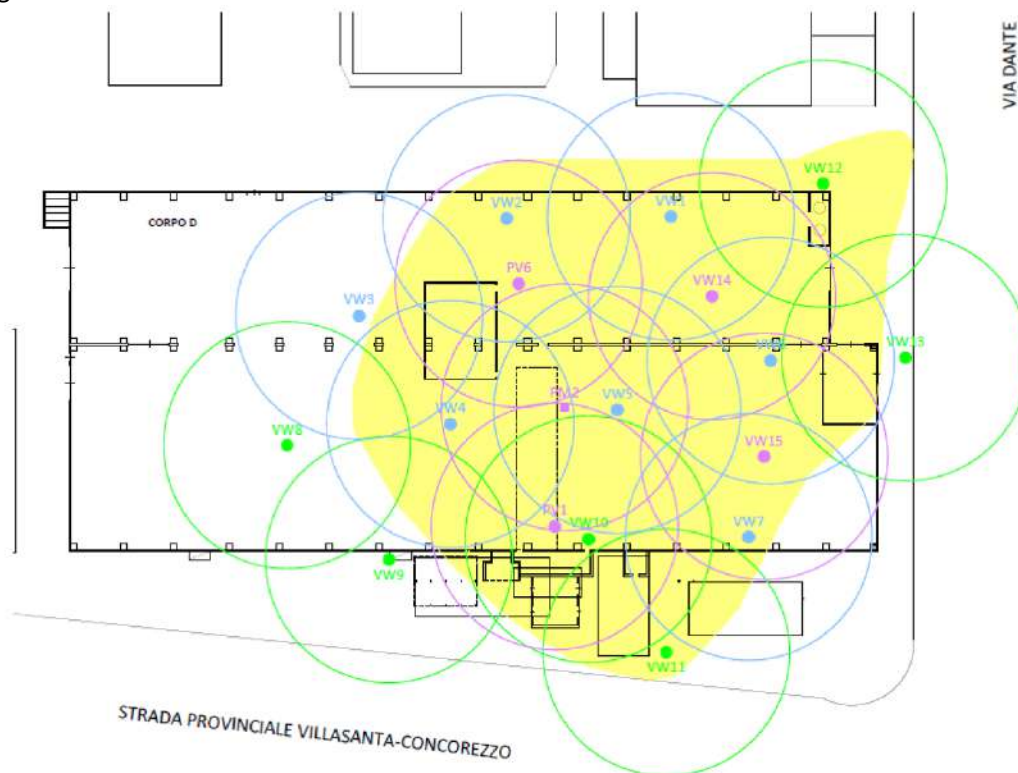 VIA DANTE
VW12
VW2
VW1
CORPO D
PV6
VW14
VW3
VW13
VW5
VW4
VW8
VW15
PV1
VW10
VW7
VW9
VW11
STRADA PROVINCIALE VILLASANTA-CONCOREZZO